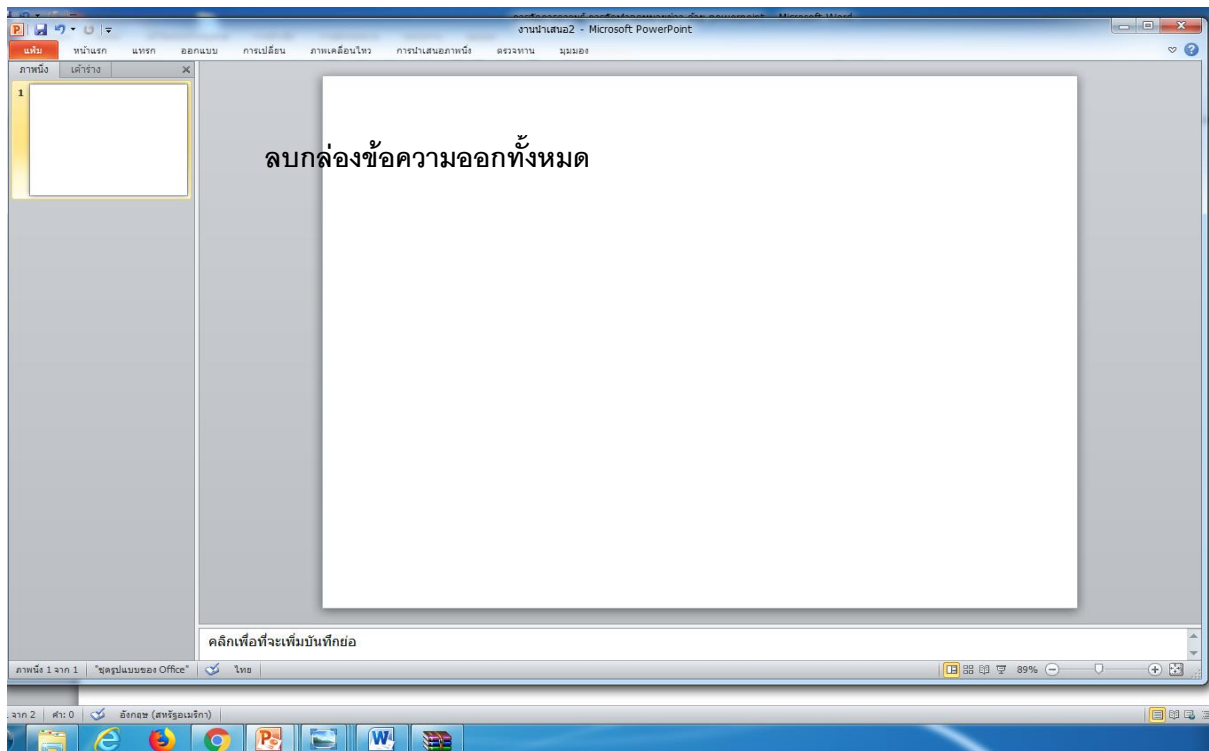 งานนำเสนอ2 - Microsoft PowerPoint
แฟ้ม หน้าแรก แทรก ออกแบบ การเปลี่ยน ภาพเคลื่อนไหว การนำเสนอภาพนิ่ง ตรวจทาน มุมมอง
ภาพนิ่ง เค้าร่าง
1
ลบกล่องข้อความออกทั้งหมด
คลิกเพื่อที่จะเพิ่มบันทึกย่อ
ภาพนิ่ง 1 จาก 1 "ชุดรูปแบบของ Office" ไทย 89%
จาก 2 คำ: 0 อังกฤษ (สหรัฐอเมริกา)